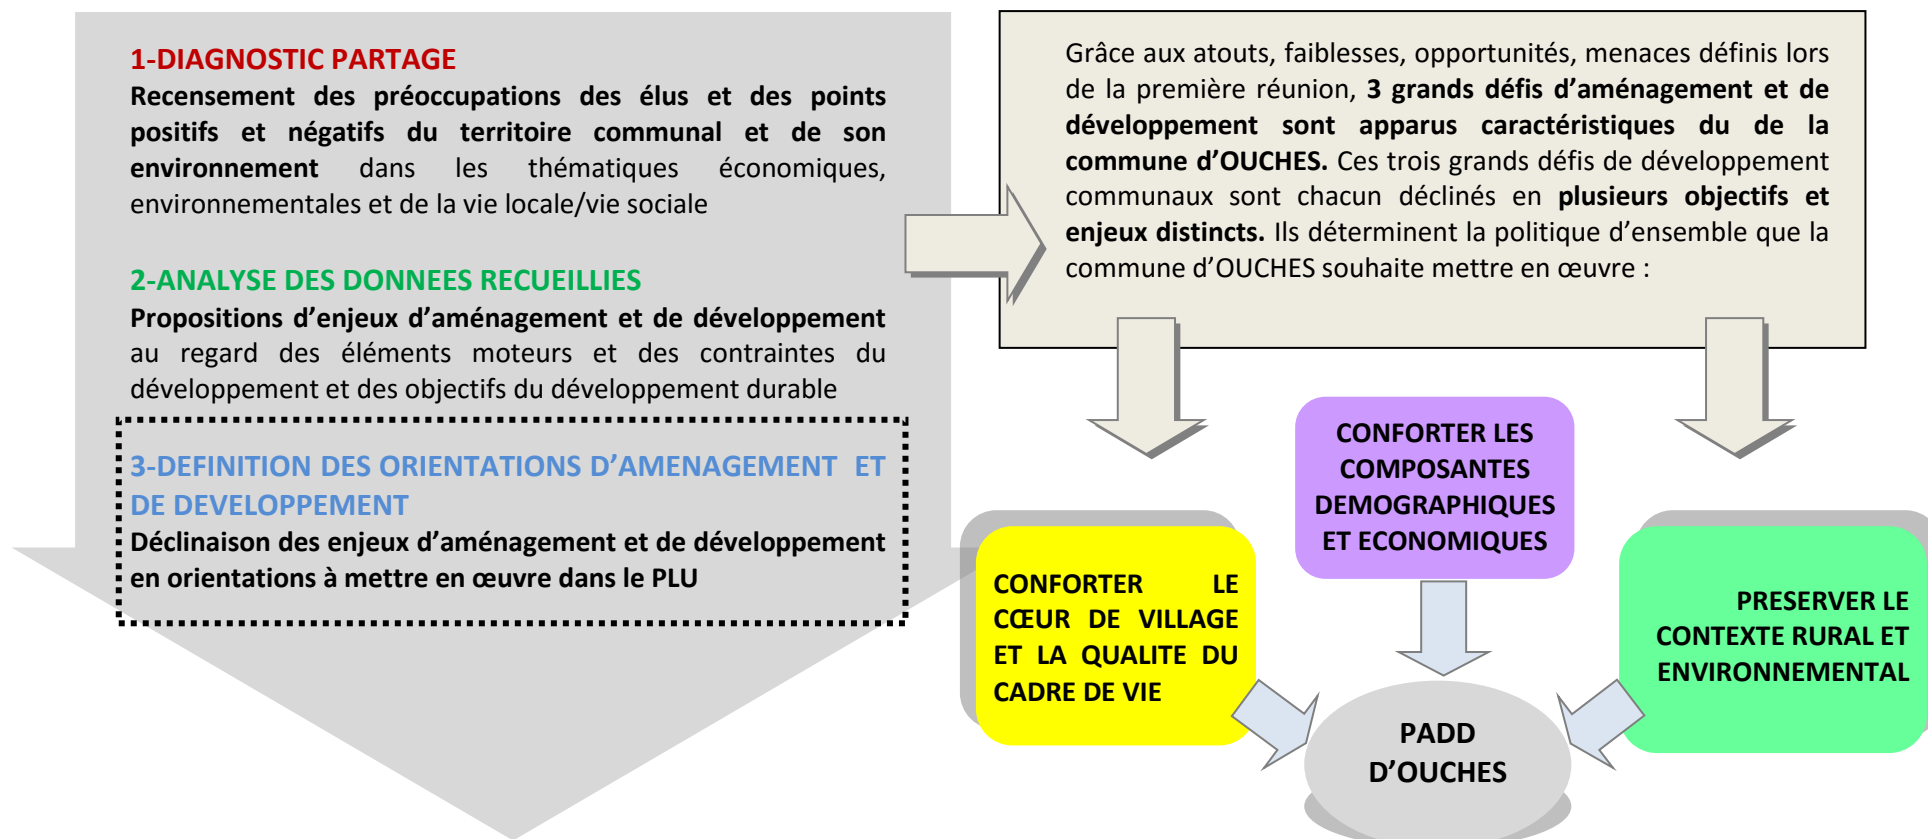 1-DIAGNOSTIC PARTAGE
Recensement des préoccupations des élus et des points
positifs et négatifs du territoire communal et de son
environnement dans les thématiques économiques,
environnementales et de la vie locale/vie sociale
2-ANALYSE DES DONNEES RECUEILLIES
Propositions d'enjeux d'aménagement et de développement
au regard des éléments moteurs et des contraintes du
développement et des objectifs du développement durable
3-DEFINITION DES ORIENTATIONS D'AMENAGEMENT ET
DE DEVELOPPEMENT
Déclinaison des enjeux d'aménagement et de développement
en orientations à mettre en œuvre dans le PLU
Grâce aux atouts, faiblesses, opportunités, menaces définis lors
de la première réunion, 3 grands défis d'aménagement et de
développement sont apparus caractéristiques du de la
commune d'OUCHES. Ces trois grands défis de développement
communaux sont chacun déclinés en plusieurs objectifs et
enjeux distincts. Ils déterminent la politique d'ensemble que la
commune d'OUCHES souhaite mettre en œuvre :
CONFORTER LE
CŒUR DE VILLAGE
ET LA QUALITE DU
CADRE DE VIE
CONFORTER LES
COMPOSANTES
DEMOGRAPHIQUES
ET ECONOMIQUES
PRESERVER LE
CONTEXTE RURAL ET
ENVIRONNEMENTAL
PADD
D'OUCHES